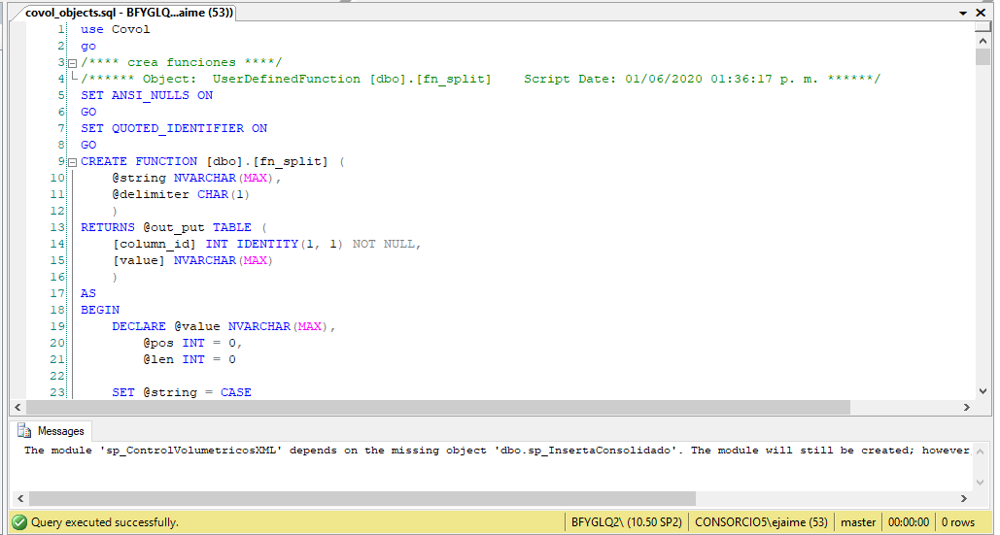 covol_objects.sql - BFYGLQ...aime (53))
1 use Covol
2 go
3 /**** crea funciones ****/
4 /****** Object:  UserDefinedFunction [dbo].[fn_split]    Script Date: 01/06/2020 01:36:17 p. m. ******/
5 SET ANSI_NULLS ON
6 GO
7 SET QUOTED_IDENTIFIER ON
8 GO
9 CREATE FUNCTION [dbo].[fn_split] (
10     @string NVARCHAR(MAX),
11     @delimiter CHAR(1)
12     )
13 RETURNS @out_put TABLE (
14     [column_id] INT IDENTITY(1, 1) NOT NULL,
15     [value] NVARCHAR(MAX)
16     )
17 AS
18 BEGIN
19     DECLARE @value NVARCHAR(MAX),
20         @pos INT = 0,
21         @len INT = 0
22
23     SET @string = CASE
Messages
The module 'sp_ControlVolumetricosXML' depends on the missing object 'dbo.sp_InsertaConsolidado'. The module will still be created; however
Query executed successfully.
BFYGLQ2\ (10.50 SP2)
CONSORCIO5\ejaime (53)
master
00:00:00
0 rows